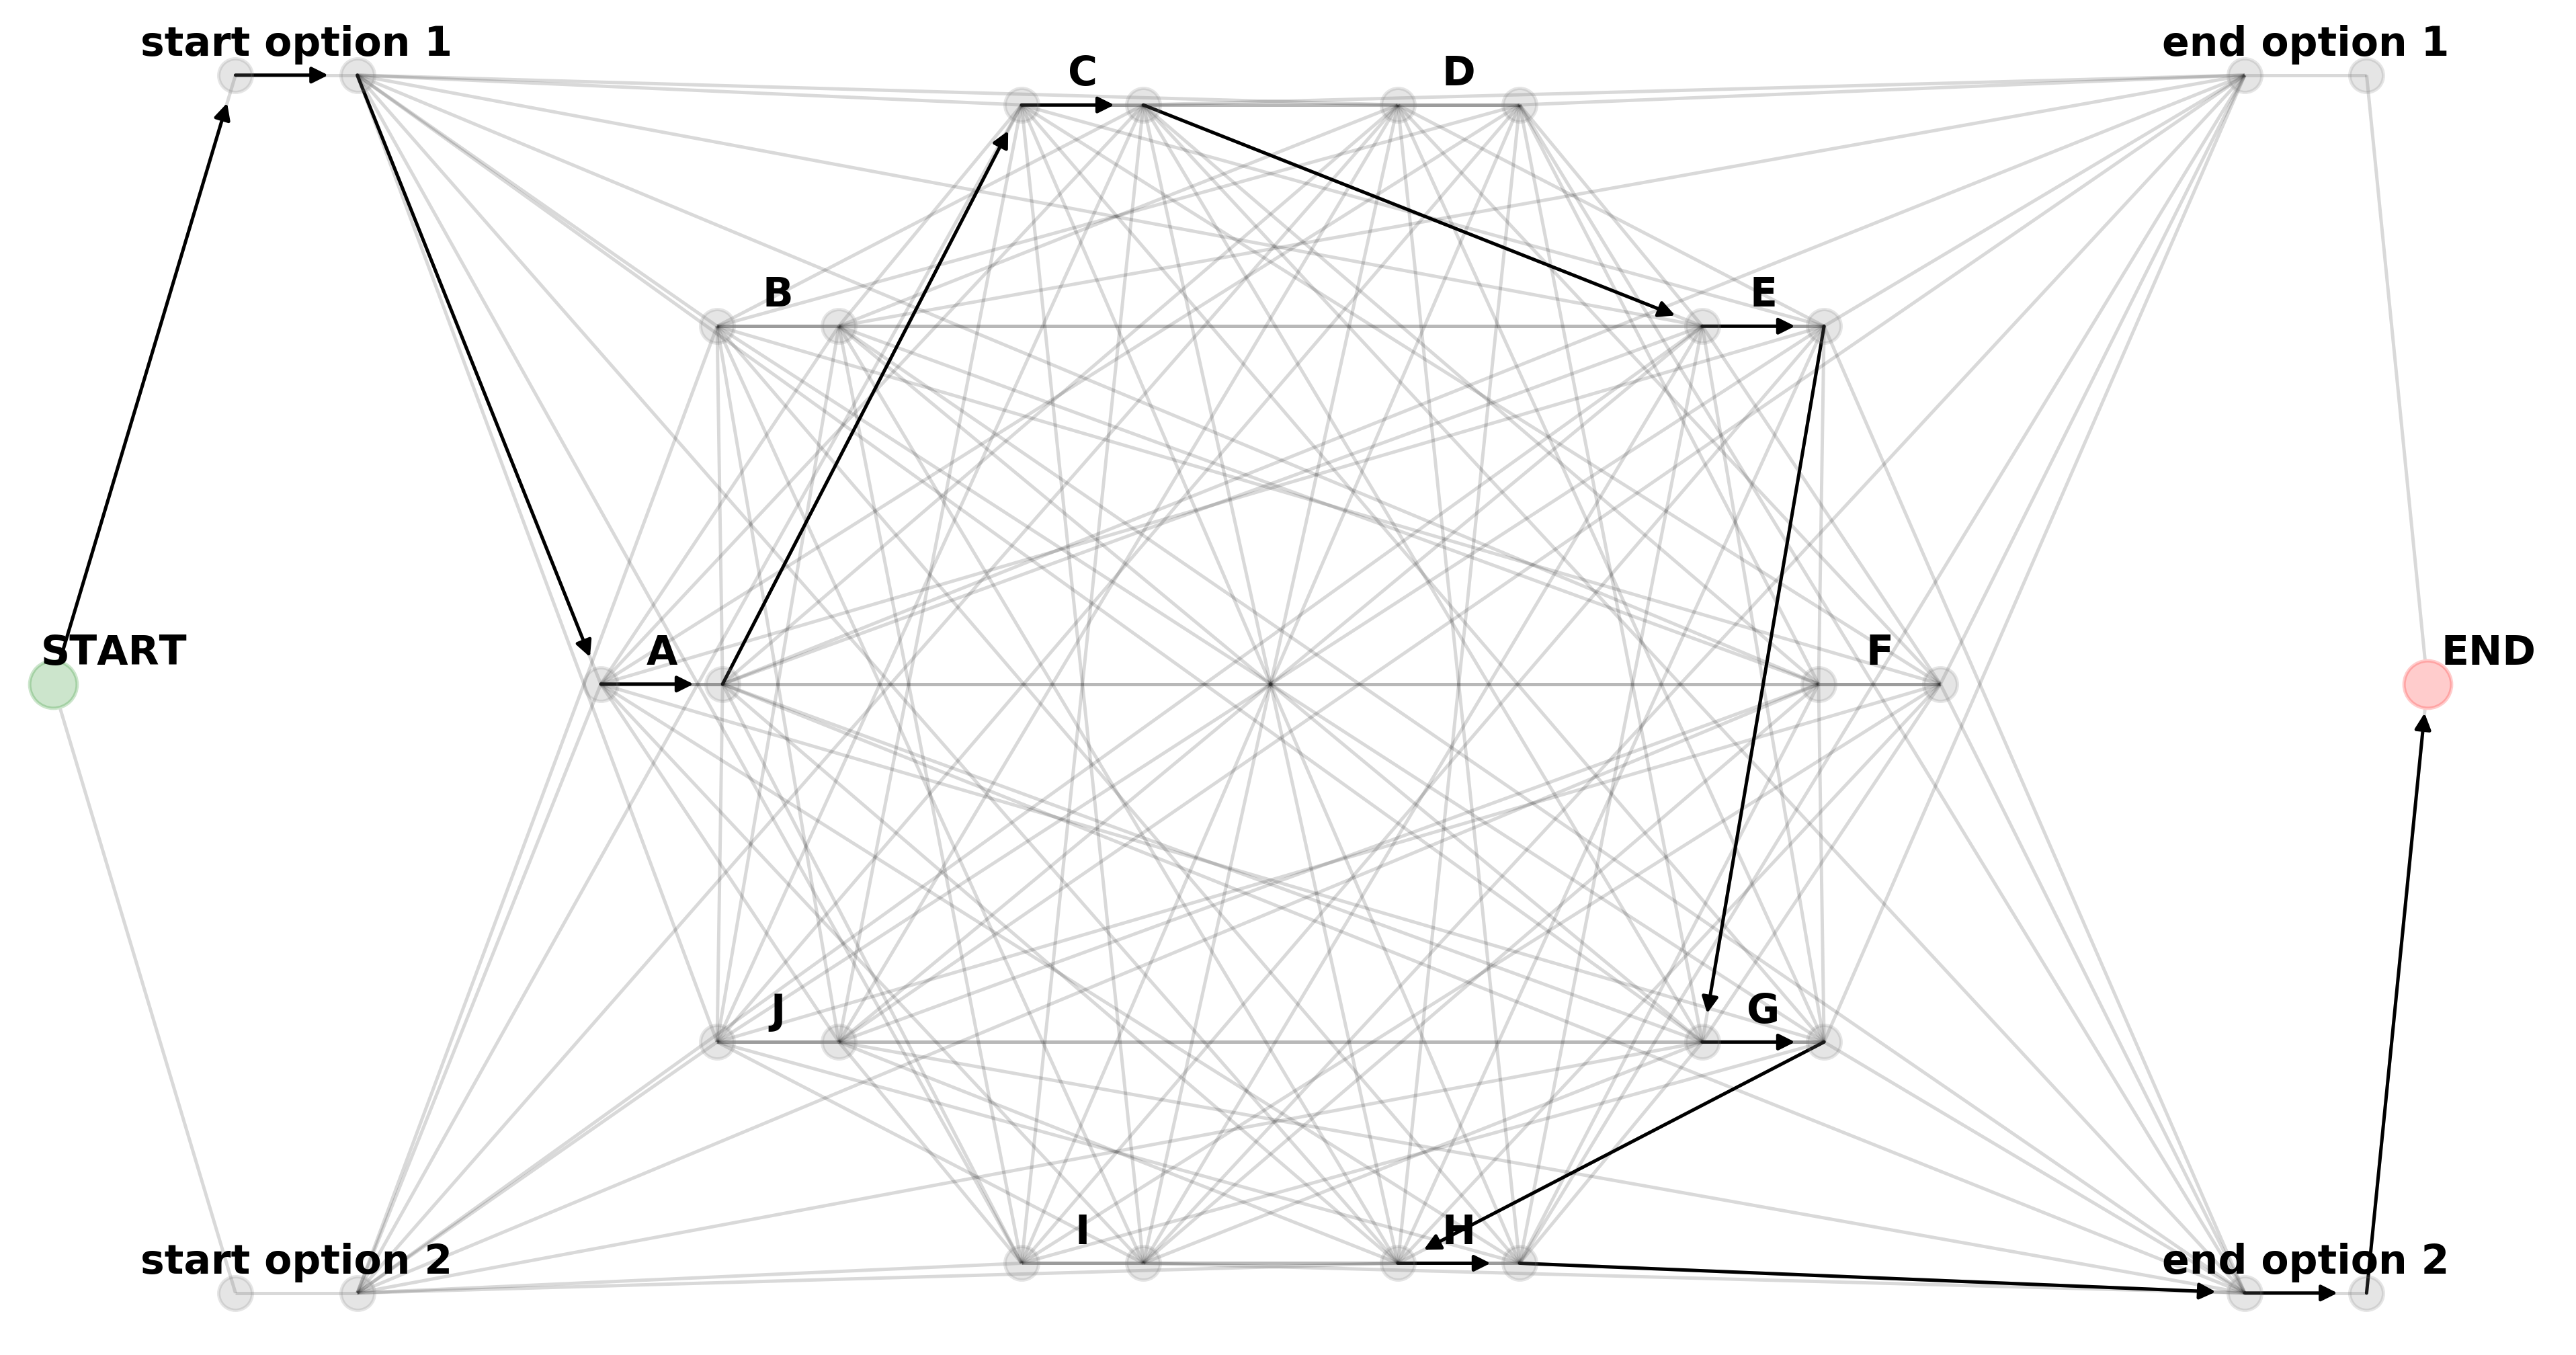 start option 1
end option 1
C
D
B
E
START
A
F
END
J
G
I
H
start option 2
end option 2